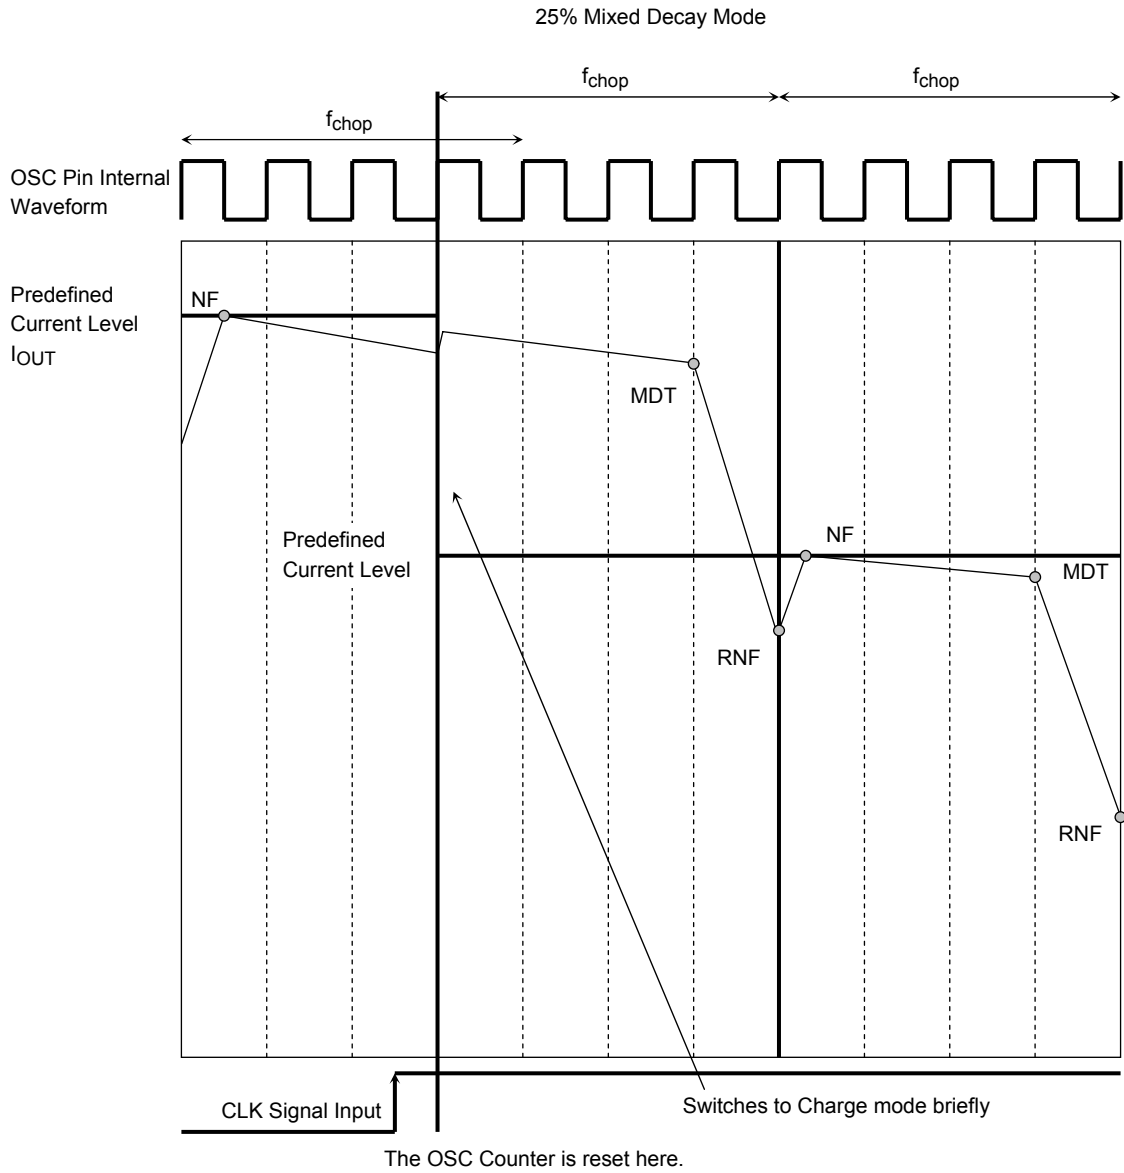 25% Mixed Decay Mode
fchop
fchop
fchop
OSC Pin Internal
Waveform
Predefined
Current Level
IOUT
NF
MDT
Predefined
Current Level
NF
MDT
RNF
RNF
CLK Signal Input
Switches to Charge mode briefly
The OSC Counter is reset here.